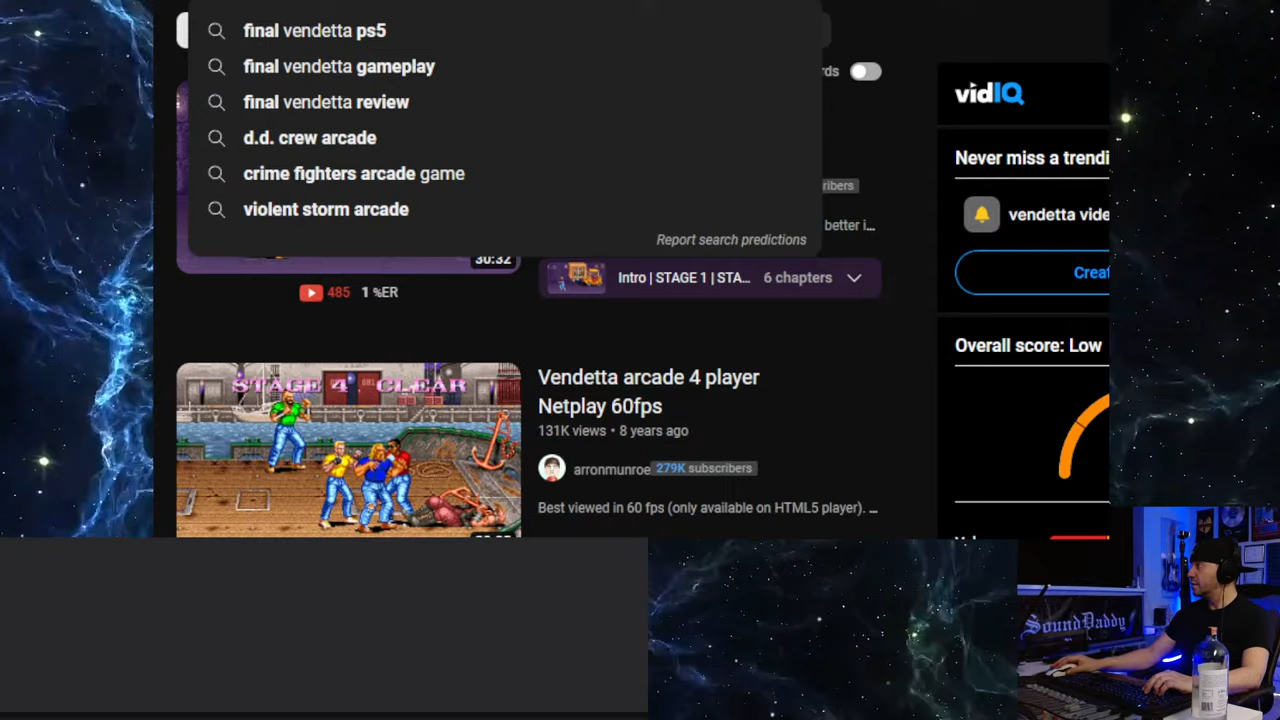 final vendetta ps5
final vendetta gameplay
final vendetta review
d.d. crew arcade
crime fighters arcade game
violent storm arcade
Report search predictions
rds
ribers
better i...
30:32
485 1 %ER
Intro | STAGE 1 | STA... 6 chapters
STAGE 4 CLEAR
Vendetta arcade 4 player
Netplay 60fps
131K views • 8 years ago
arronmunroe 279K subscribers
Best viewed in 60 fps (only available on HTML5 player). ...
vidIQ
Never miss a trendi
vendetta vide
Creat
Overall score: Low
SoundDaddy